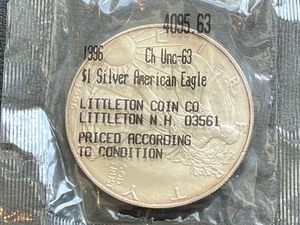 4095.63
1996 Ch Unc-63
$1 Silver American Eagle
LITTLETON COIN CO
LITTLETON N.H. 03561
PRICED ACCORDING
TO CONDITION